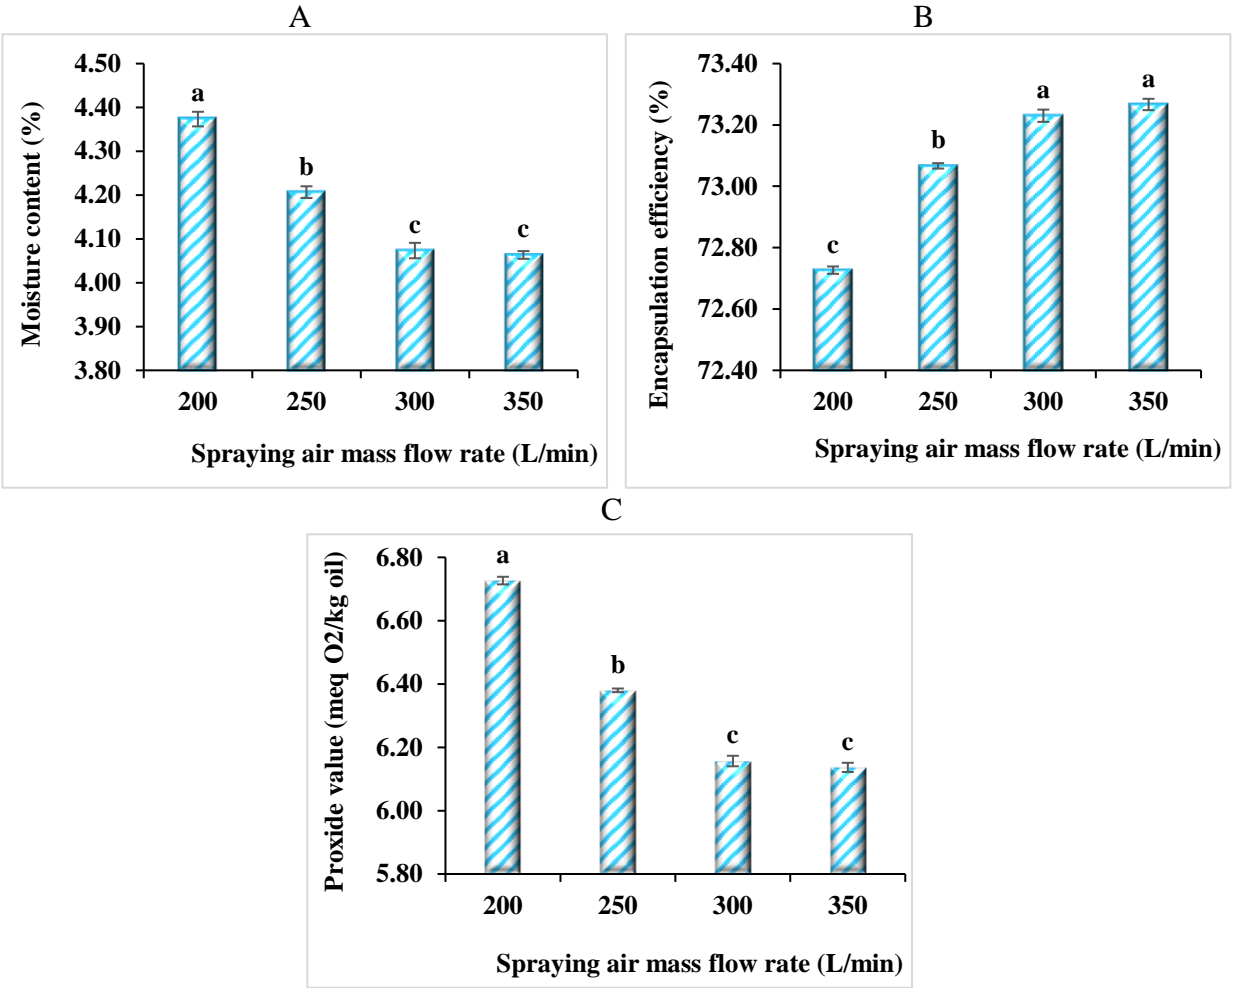 A
4.50
4.40
4.30
4.20
4.10
4.00
3.90
3.80
Moisture content (%)
a
b
c
c
200 250 300 350
Spraying air mass flow rate (L/min)
B
73.40
73.20
73.00
72.80
72.60
72.40
Encapsulation efficiency (%)
c
b
a
a
200 250 300 350
Spraying air mass flow rate (L/min)
C
6.80
6.60
6.40
6.20
6.00
5.80
Proxide value (meq O2/kg oil)
a
b
c
c
200 250 300 350
Spraying air mass flow rate (L/min)